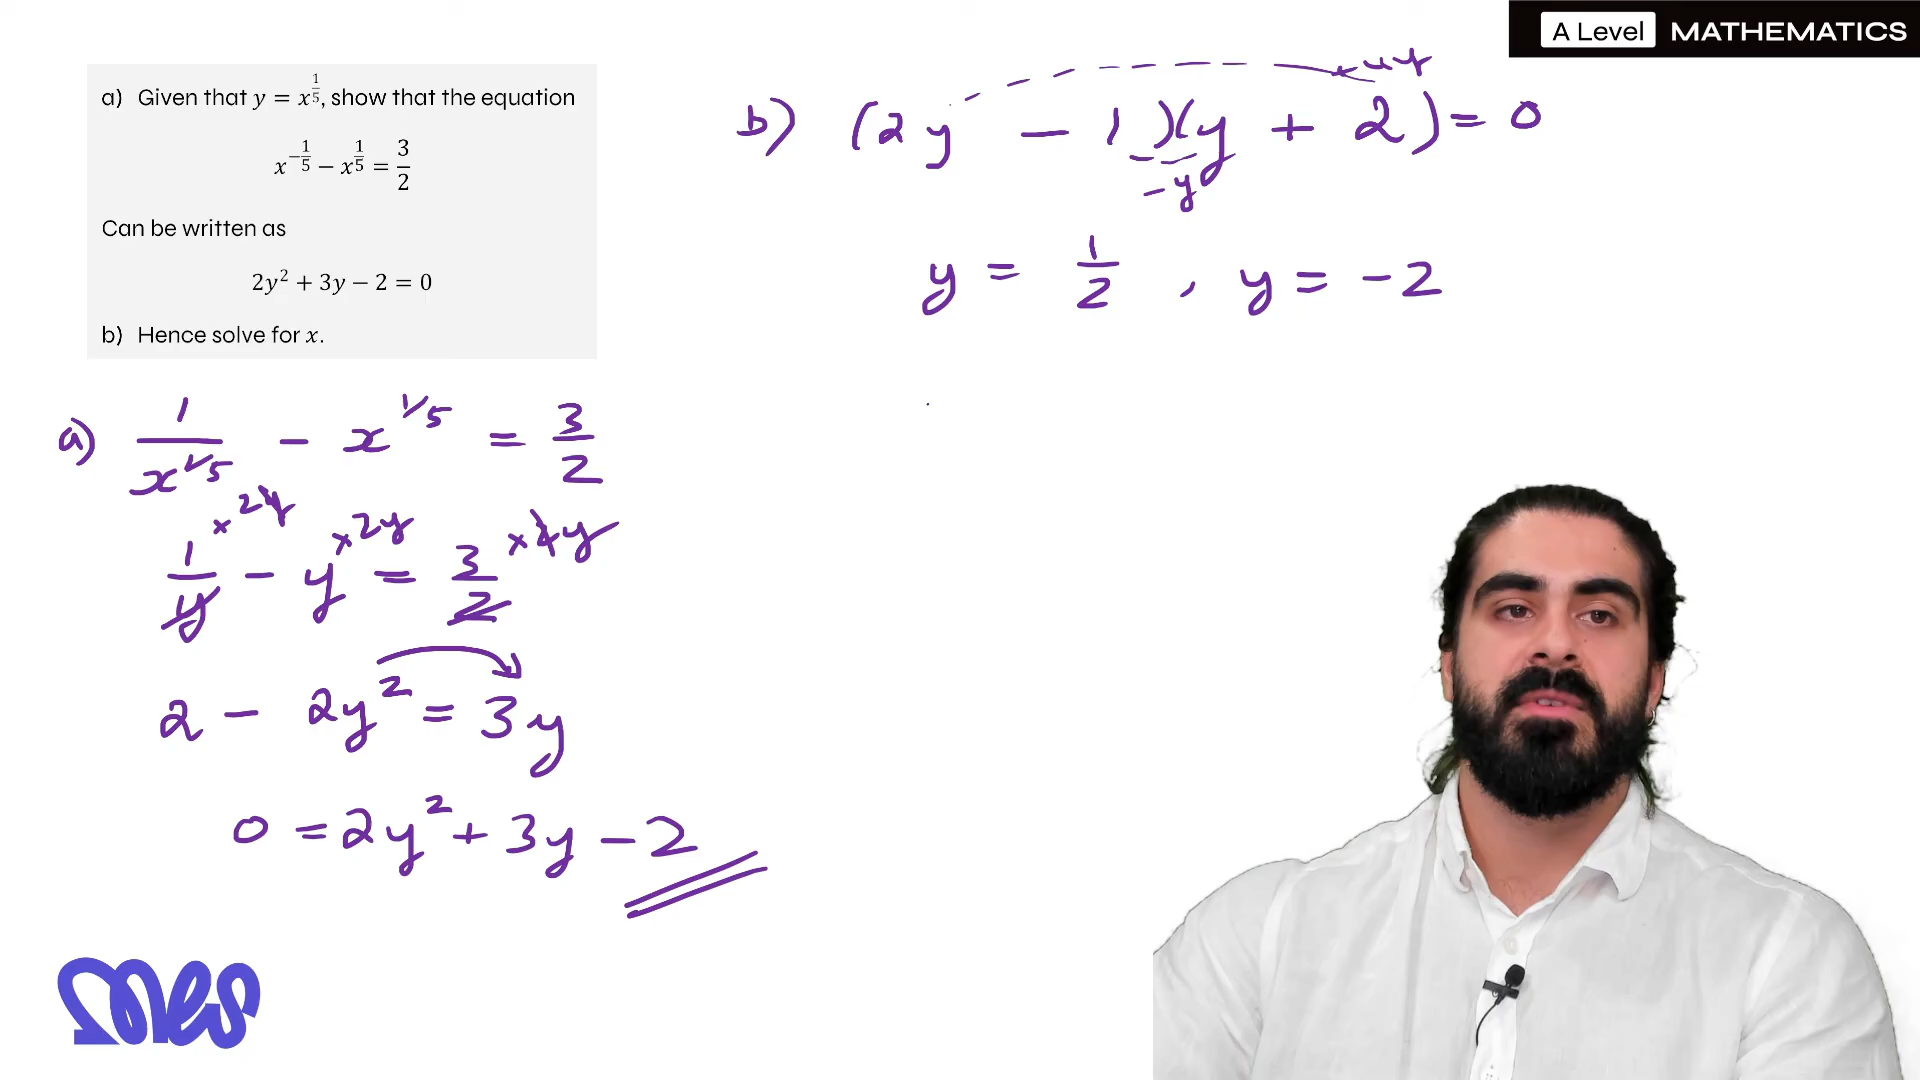 A Level MATHEMATICS
a) Given that y = x^{1/5}, show that the equation
x^{-1/5} − x^{1/5} = 3/2
Can be written as
2y² + 3y − 2 = 0
b) Hence solve for x.
a) 1/x^{1/5} − x^{1/5} = 3/2
×2y ×2y ×2y
1/y − y = 3/2
2 − 2y² = 3y
0 = 2y² + 3y − 2
b) (2y − 1)(y + 2) = 0
−y
y = 1/2 , y = −2
mes